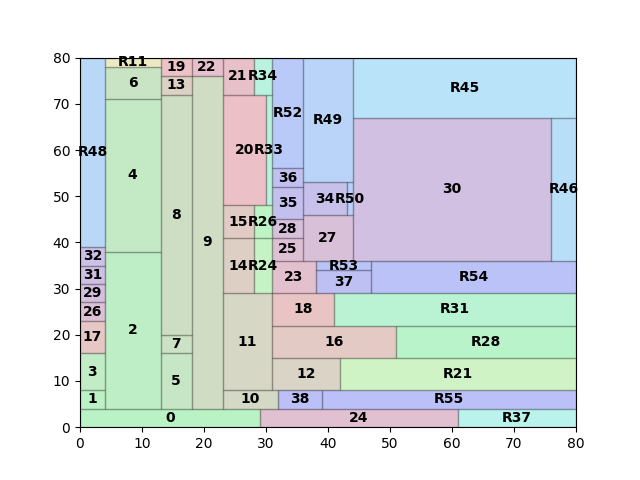 80 R11 19 22 21 R34 R52 R49 R45
6 13
70
R48 20 R33
60
4 36 34 R50 30 R46
50 35
8 15 R26 28 27
40 9 25
32 14 R24 R53
31 23 37 R54
30 29
26 18 R31
20 17 2 7 11 16 R28
3 5 12 R21
10
1 10 38 R55
0 0 24 R37
0 10 20 30 40 50 60 70 80